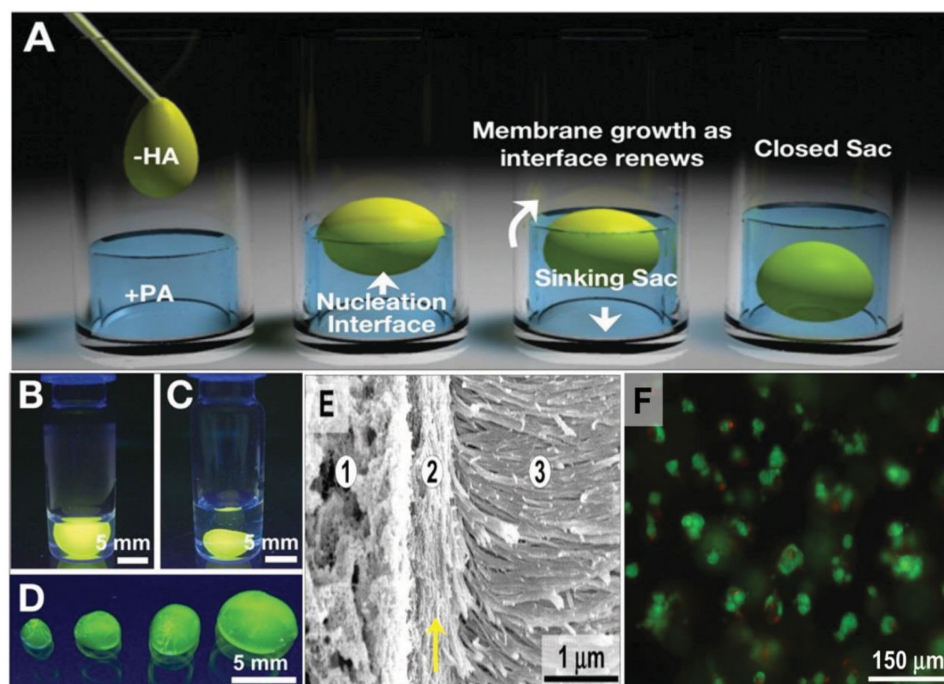 A
-HA
+PA
Nucleation
Interface
Membrane growth as
interface renews
Sinking Sac
Closed Sac
B
5 mm
C
5 mm
D
5 mm
E
1
2
3
1 μm
F
150 μm